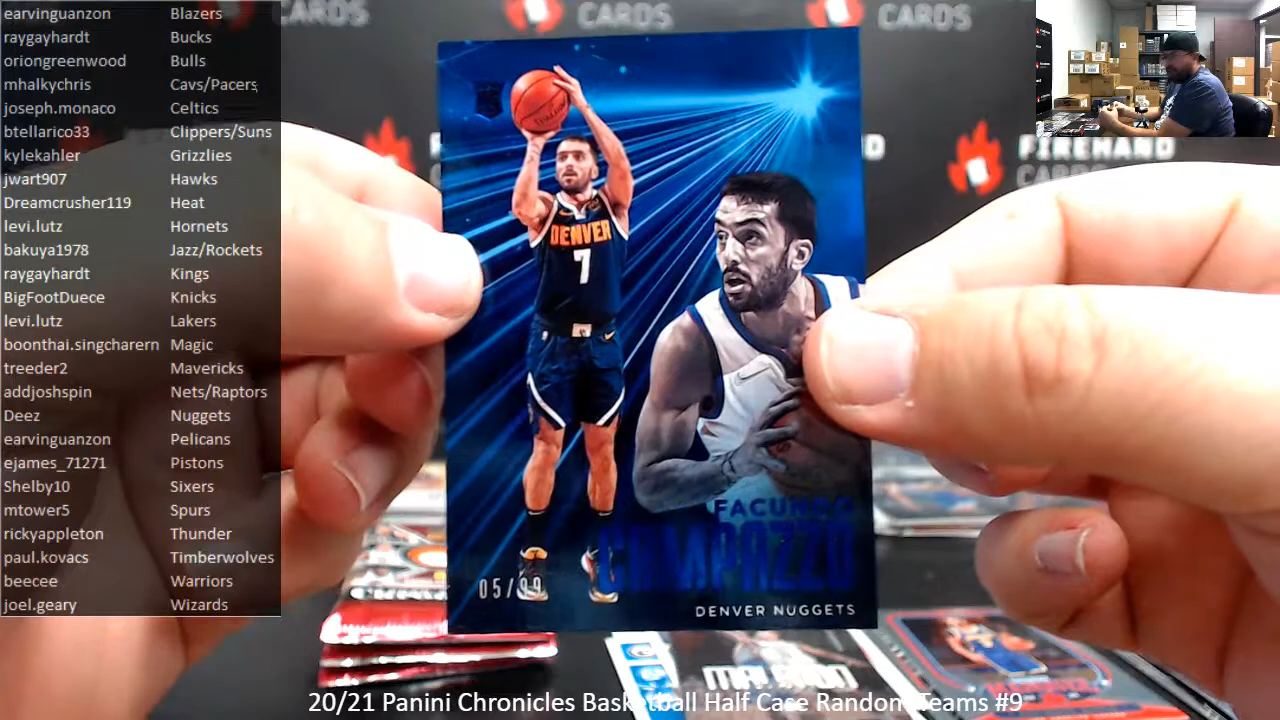 earvinguanzon Blazers
raygayhardt Bucks
oriongreenwood Bulls
mhalkychris Cavs/Pacers
joseph.monaco Celtics
btellarico33 Clippers/Suns
kylekahler Grizzlies
jwart907 Hawks
Dreamcrusher119 Heat
levi.lutz Hornets
bakuya1978 Jazz/Rockets
raygayhardt Kings
BigFootDuece Knicks
levi.lutz Lakers
boonthai.singcharern Magic
treeder2 Mavericks
addjoshspin Nets/Raptors
Deez Nuggets
earvinguanzon Pelicans
ejames_71271 Pistons
Shelby10 Sixers
mtower5 Spurs
rickyappleton Thunder
paul.kovacs Timberwolves
beecee Warriors
joel.geary Wizards
CARDS
CARDS
CARDS
FIREHAND
CARDS
DENVER
7
FACUNDO
CAMPAZZO
05/99
DENVER NUGGETS
20/21 Panini Chronicles Basketball Half Case Random Teams #9